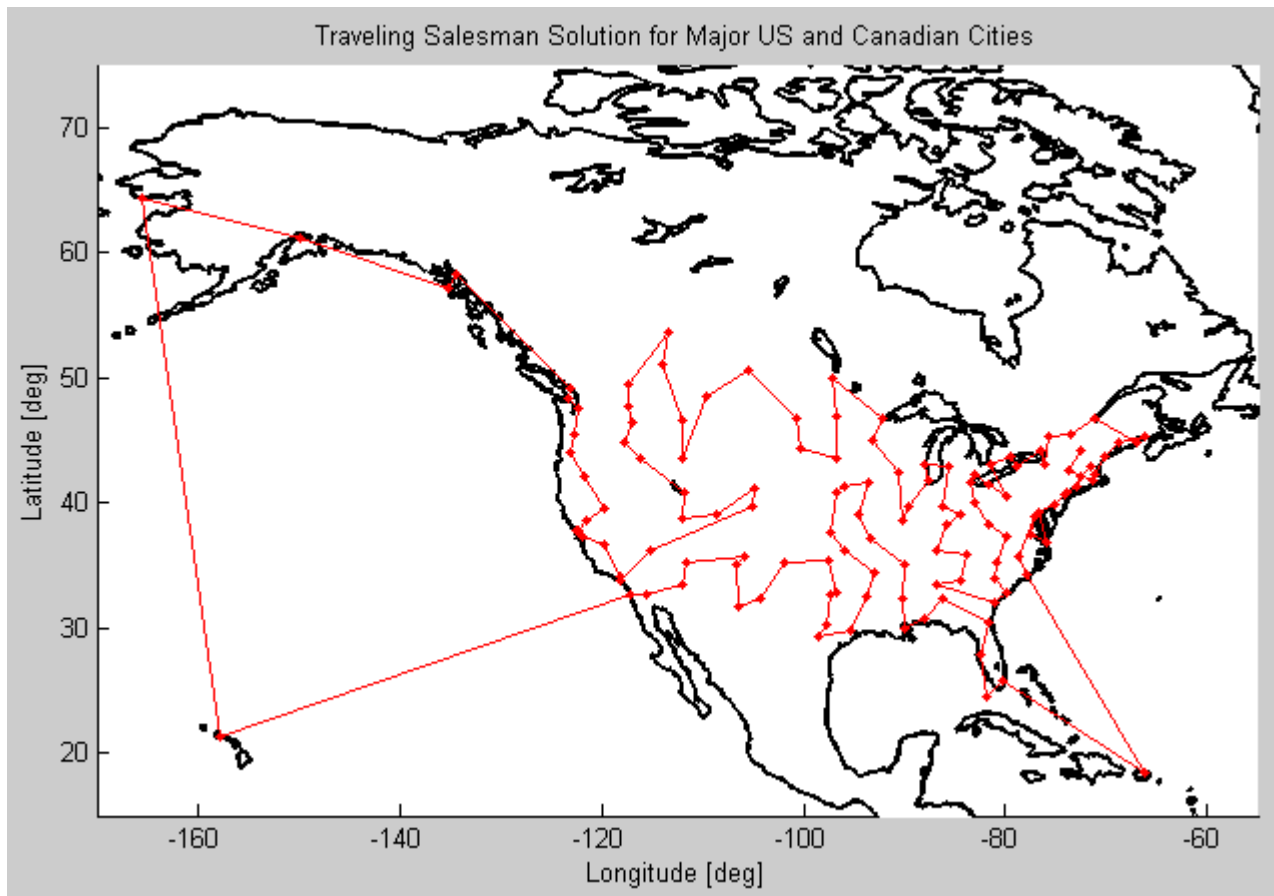 Traveling Salesman Solution for Major US and Canadian Cities
70
60
50
40
30
20
Latitude [deg]
-160 -140 -120 -100 -80 -60
Longitude [deg]